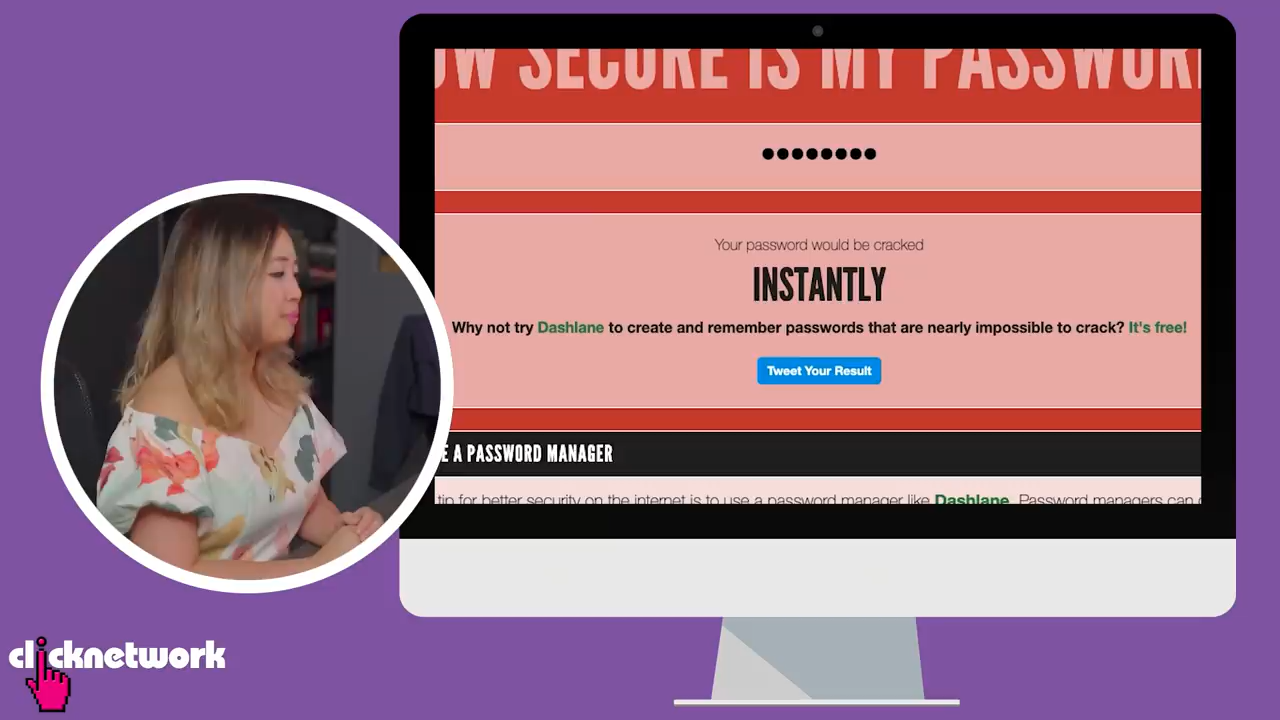 OW SECURE IS MY PASSWOR
Your password would be cracked
INSTANTLY
Why not try Dashlane to create and remember passwords that are nearly impossible to crack? It's free!
Tweet Your Result
E A PASSWORD MANAGER
tip for better security on the internet is to use a password manager like Dashlane. Password managers can
clicknetwork